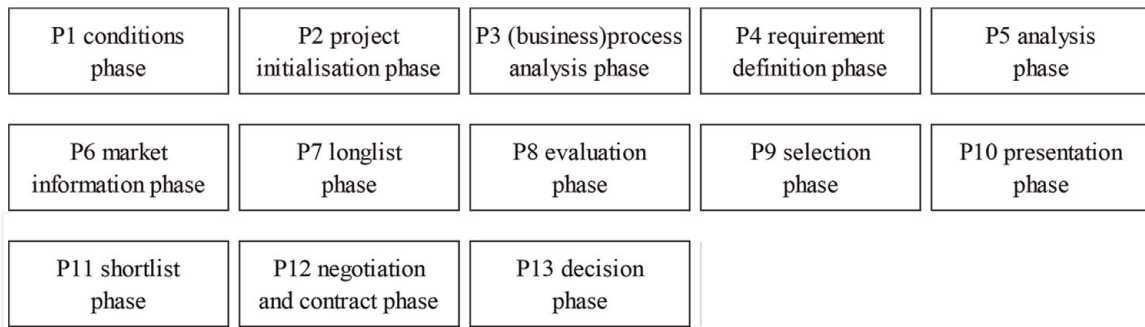 P1 conditions
phase
P2 project
initialisation phase
P3 (business)process
analysis phase
P4 requirement
definition phase
P5 analysis
phase
P6 market
information phase
P7 longlist
phase
P8 evaluation
phase
P9 selection
phase
P10 presentation
phase
P11 shortlist
phase
P12 negotiation
and contract phase
P13 decision
phase